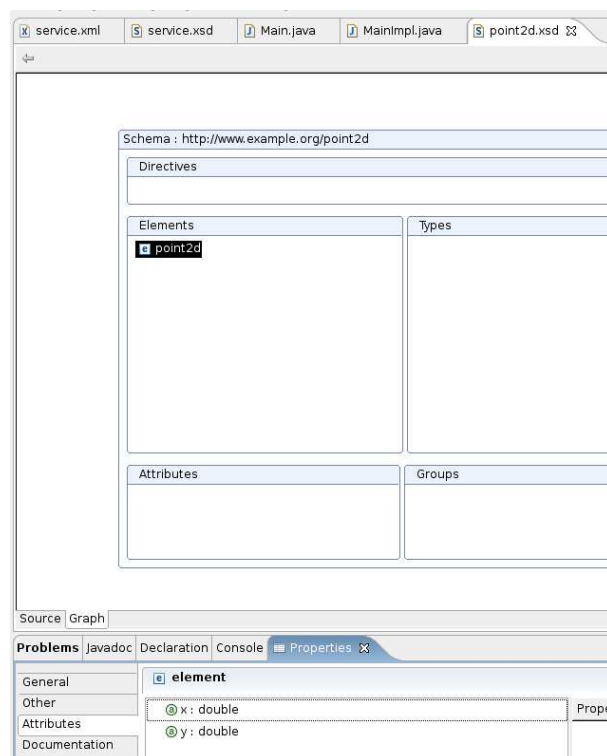 service.xml service.xsd Main.java MainImpl.java point2d.xsd
Schema : http://www.example.org/point2d
Directives
Elements Types
e point2d
Attributes Groups
Source Graph
Problems Javadoc Declaration Console Properties
General e element
Other a x : double Prope
Attributes a y : double
Documentation